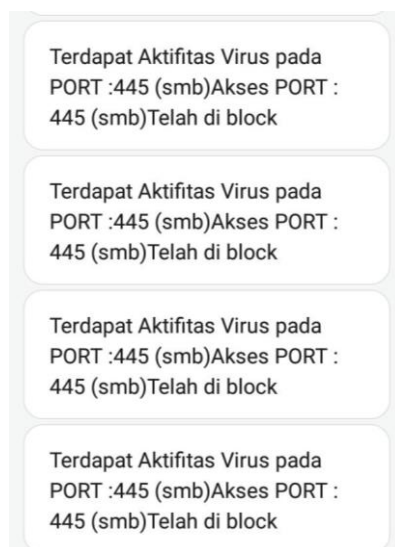 Terdapat Aktifitas Virus pada
PORT :445 (smb)Akses PORT :
445 (smb)Telah di block
Terdapat Aktifitas Virus pada
PORT :445 (smb)Akses PORT :
445 (smb)Telah di block
Terdapat Aktifitas Virus pada
PORT :445 (smb)Akses PORT :
445 (smb)Telah di block
Terdapat Aktifitas Virus pada
PORT :445 (smb)Akses PORT :
445 (smb)Telah di block